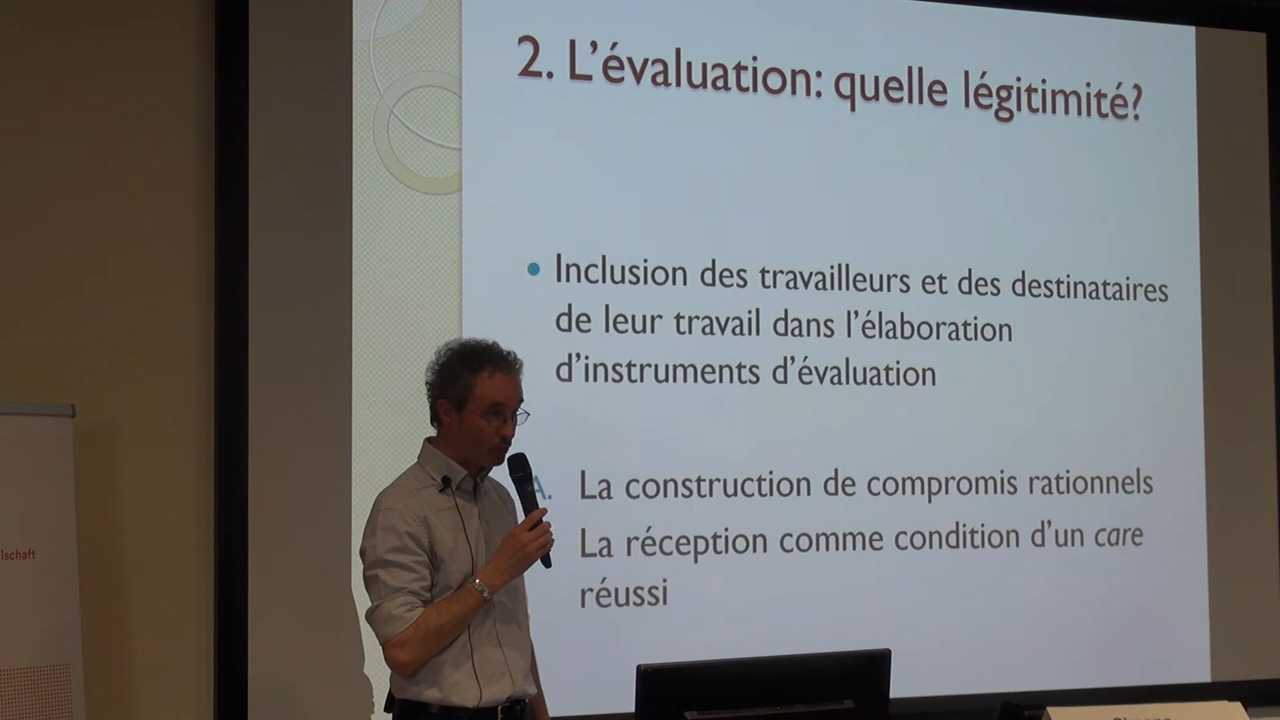 2. L’évaluation: quelle légitimité?
• Inclusion des travailleurs et des destinataires
de leur travail dans l’élaboration
d’instruments d’évaluation
A. La construction de compromis rationnels
La réception comme condition d’un care
réussi
lschaft